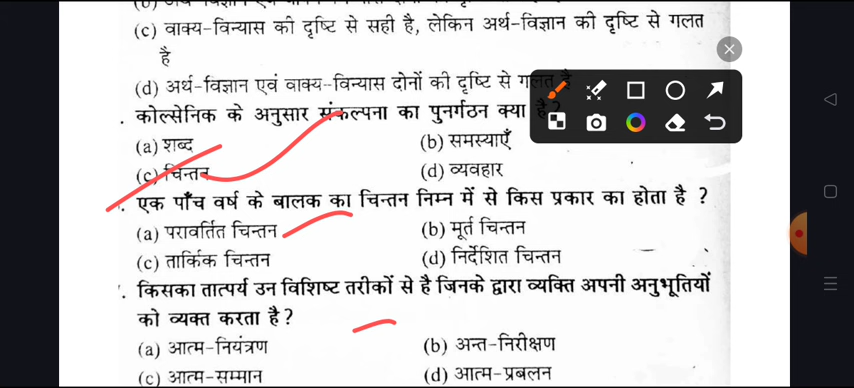 (c) वाक्य-विन्यास की दृष्टि से सही है, लेकिन अर्थ-विज्ञान की दृष्टि से गलत
है
(d) अर्थ-विज्ञान एवं वाक्य-विन्यास दोनों की दृष्टि से गलत है
. कोल्सेनिक के अनुसार संकल्पना का पुनर्गठन क्या है?
(a) शब्द (b) समस्याएँ
(c) चिन्तन (d) व्यवहार
. एक पाँच वर्ष के बालक का चिन्तन निम्न में से किस प्रकार का होता है ?
(a) परावर्तित चिन्तन (b) मूर्त चिन्तन
(c) तार्किक चिन्तन (d) निर्देशित चिन्तन
. किसका तात्पर्य उन विशिष्ट तरीकों से है जिनके द्वारा व्यक्ति अपनी अनुभूतियों
को व्यक्त करता है?
(a) आत्म-नियंत्रण (b) अन्त-निरीक्षण
(c) आत्म-सम्मान (d) आत्म-प्रबलन